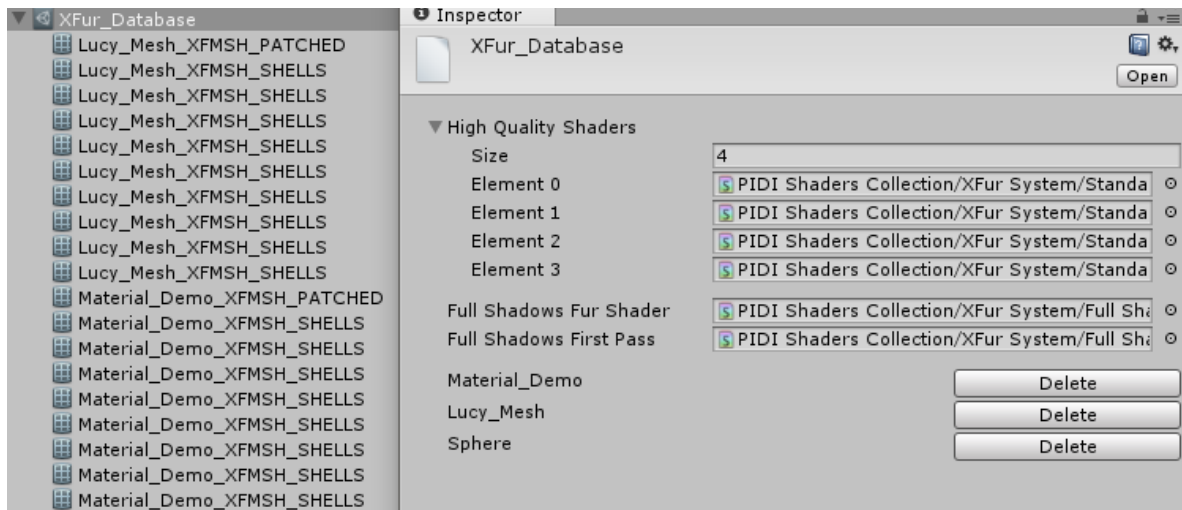 XFur_Database
Lucy_Mesh_XFMSH_PATCHED
Lucy_Mesh_XFMSH_SHELLS
Lucy_Mesh_XFMSH_SHELLS
Lucy_Mesh_XFMSH_SHELLS
Lucy_Mesh_XFMSH_SHELLS
Lucy_Mesh_XFMSH_SHELLS
Lucy_Mesh_XFMSH_SHELLS
Lucy_Mesh_XFMSH_SHELLS
Lucy_Mesh_XFMSH_SHELLS
Lucy_Mesh_XFMSH_SHELLS
Material_Demo_XFMSH_PATCHED
Material_Demo_XFMSH_SHELLS
Material_Demo_XFMSH_SHELLS
Material_Demo_XFMSH_SHELLS
Material_Demo_XFMSH_SHELLS
Material_Demo_XFMSH_SHELLS
Material_Demo_XFMSH_SHELLS
Material_Demo_XFMSH_SHELLS
Material_Demo_XFMSH_SHELLS
Inspector
XFur_Database
Open
High Quality Shaders
Size 4
Element 0 PIDI Shaders Collection/XFur System/Standa
Element 1 PIDI Shaders Collection/XFur System/Standa
Element 2 PIDI Shaders Collection/XFur System/Standa
Element 3 PIDI Shaders Collection/XFur System/Standa
Full Shadows Fur Shader PIDI Shaders Collection/XFur System/Full Sha
Full Shadows First Pass PIDI Shaders Collection/XFur System/Full Sha
Material_Demo Delete
Lucy_Mesh Delete
Sphere Delete